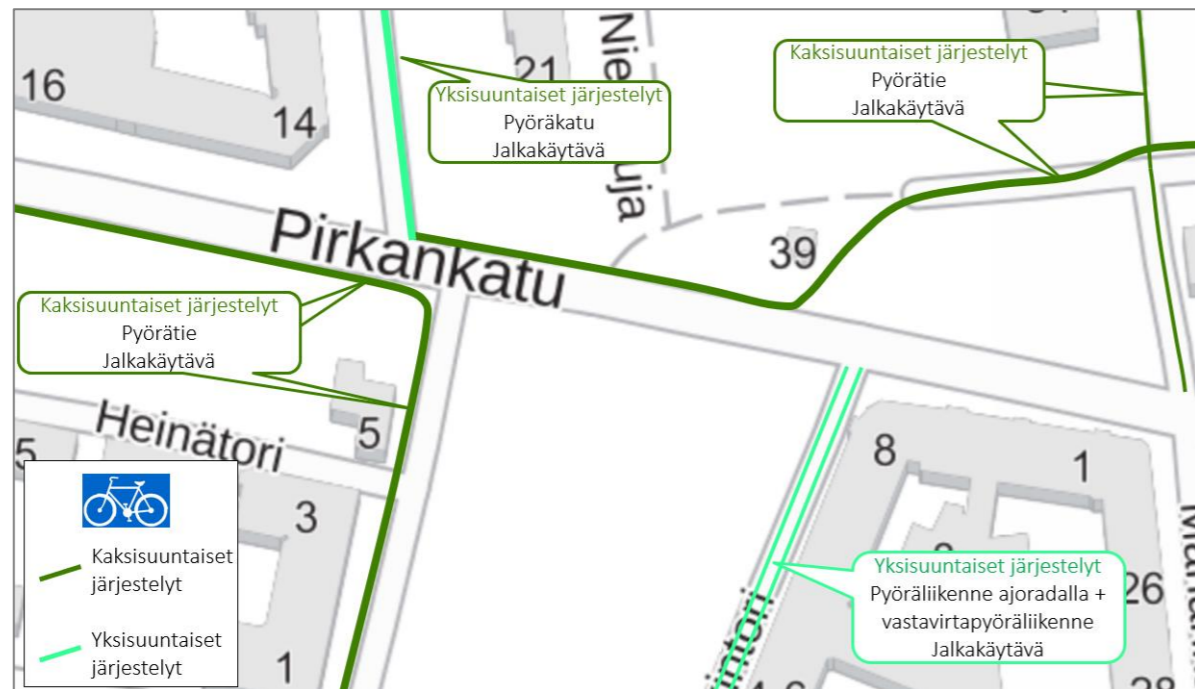 16
14
21
Yksisuuntaiset järjestelyt
Pyöräkatu
Jalkakäytävä
Kaksisuuntaiset järjestelyt
Pyörätie
Jalkakäytävä
Pirkankatu
39
Kaksisuuntaiset järjestelyt
Pyörätie
Jalkakäytävä
Heinätori
5
5
3
1
8
1
26
Kaksisuuntaiset
järjestelyt
Yksisuuntaiset
järjestelyt
Yksisuuntaiset järjestelyt
Pyöräliikenne ajoradalla +
vastavirtapyöräliikenne
Jalkakäytävä